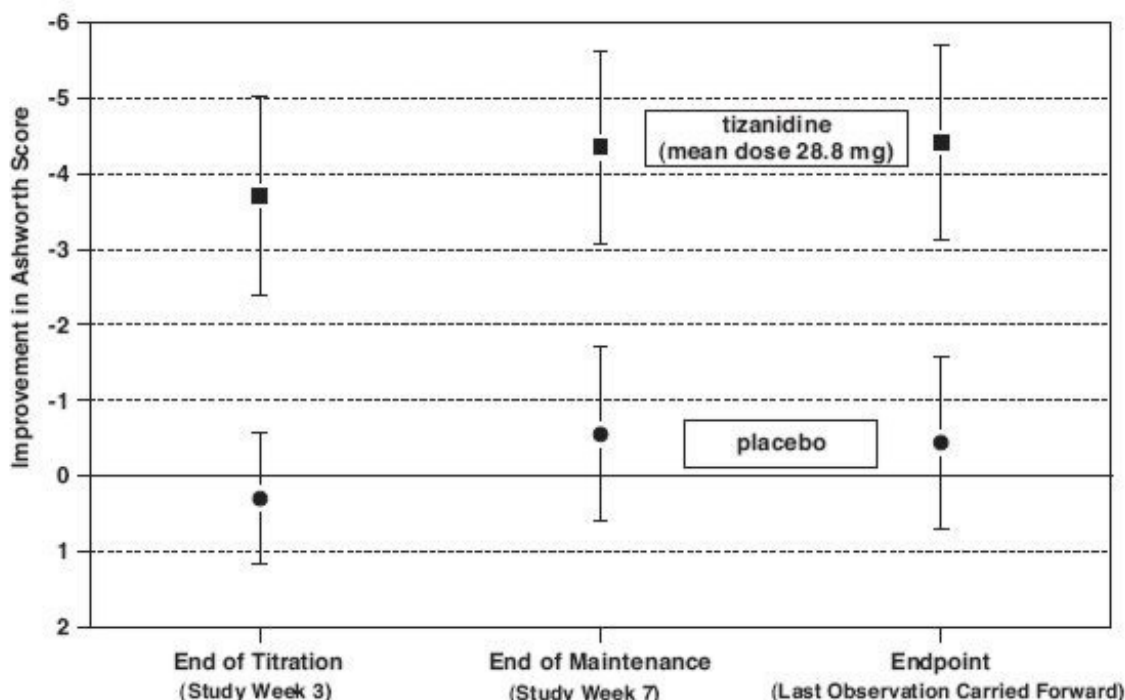 Improvement in Ashworth Score
-6
-5
-4
-3
-2
-1
0
1
2
tizanidine
(mean dose 28.8 mg)
placebo
End of Titration
(Study Week 3)
End of Maintenance
(Study Week 7)
Endpoint
(Last Observation Carried Forward)